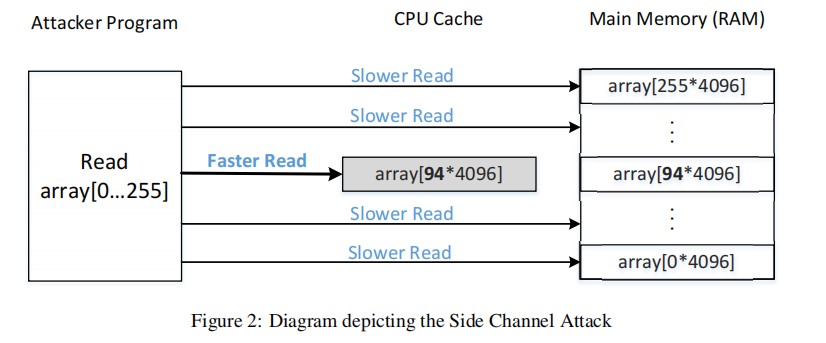 Attacker Program
CPU Cache
Main Memory (RAM)
Slower Read
array[255*4096]
Slower Read
⋮
Read
array[0...255]
Faster Read
array[94*4096]
array[94*4096]
Slower Read
⋮
Slower Read
array[0*4096]
Figure 2: Diagram depicting the Side Channel Attack